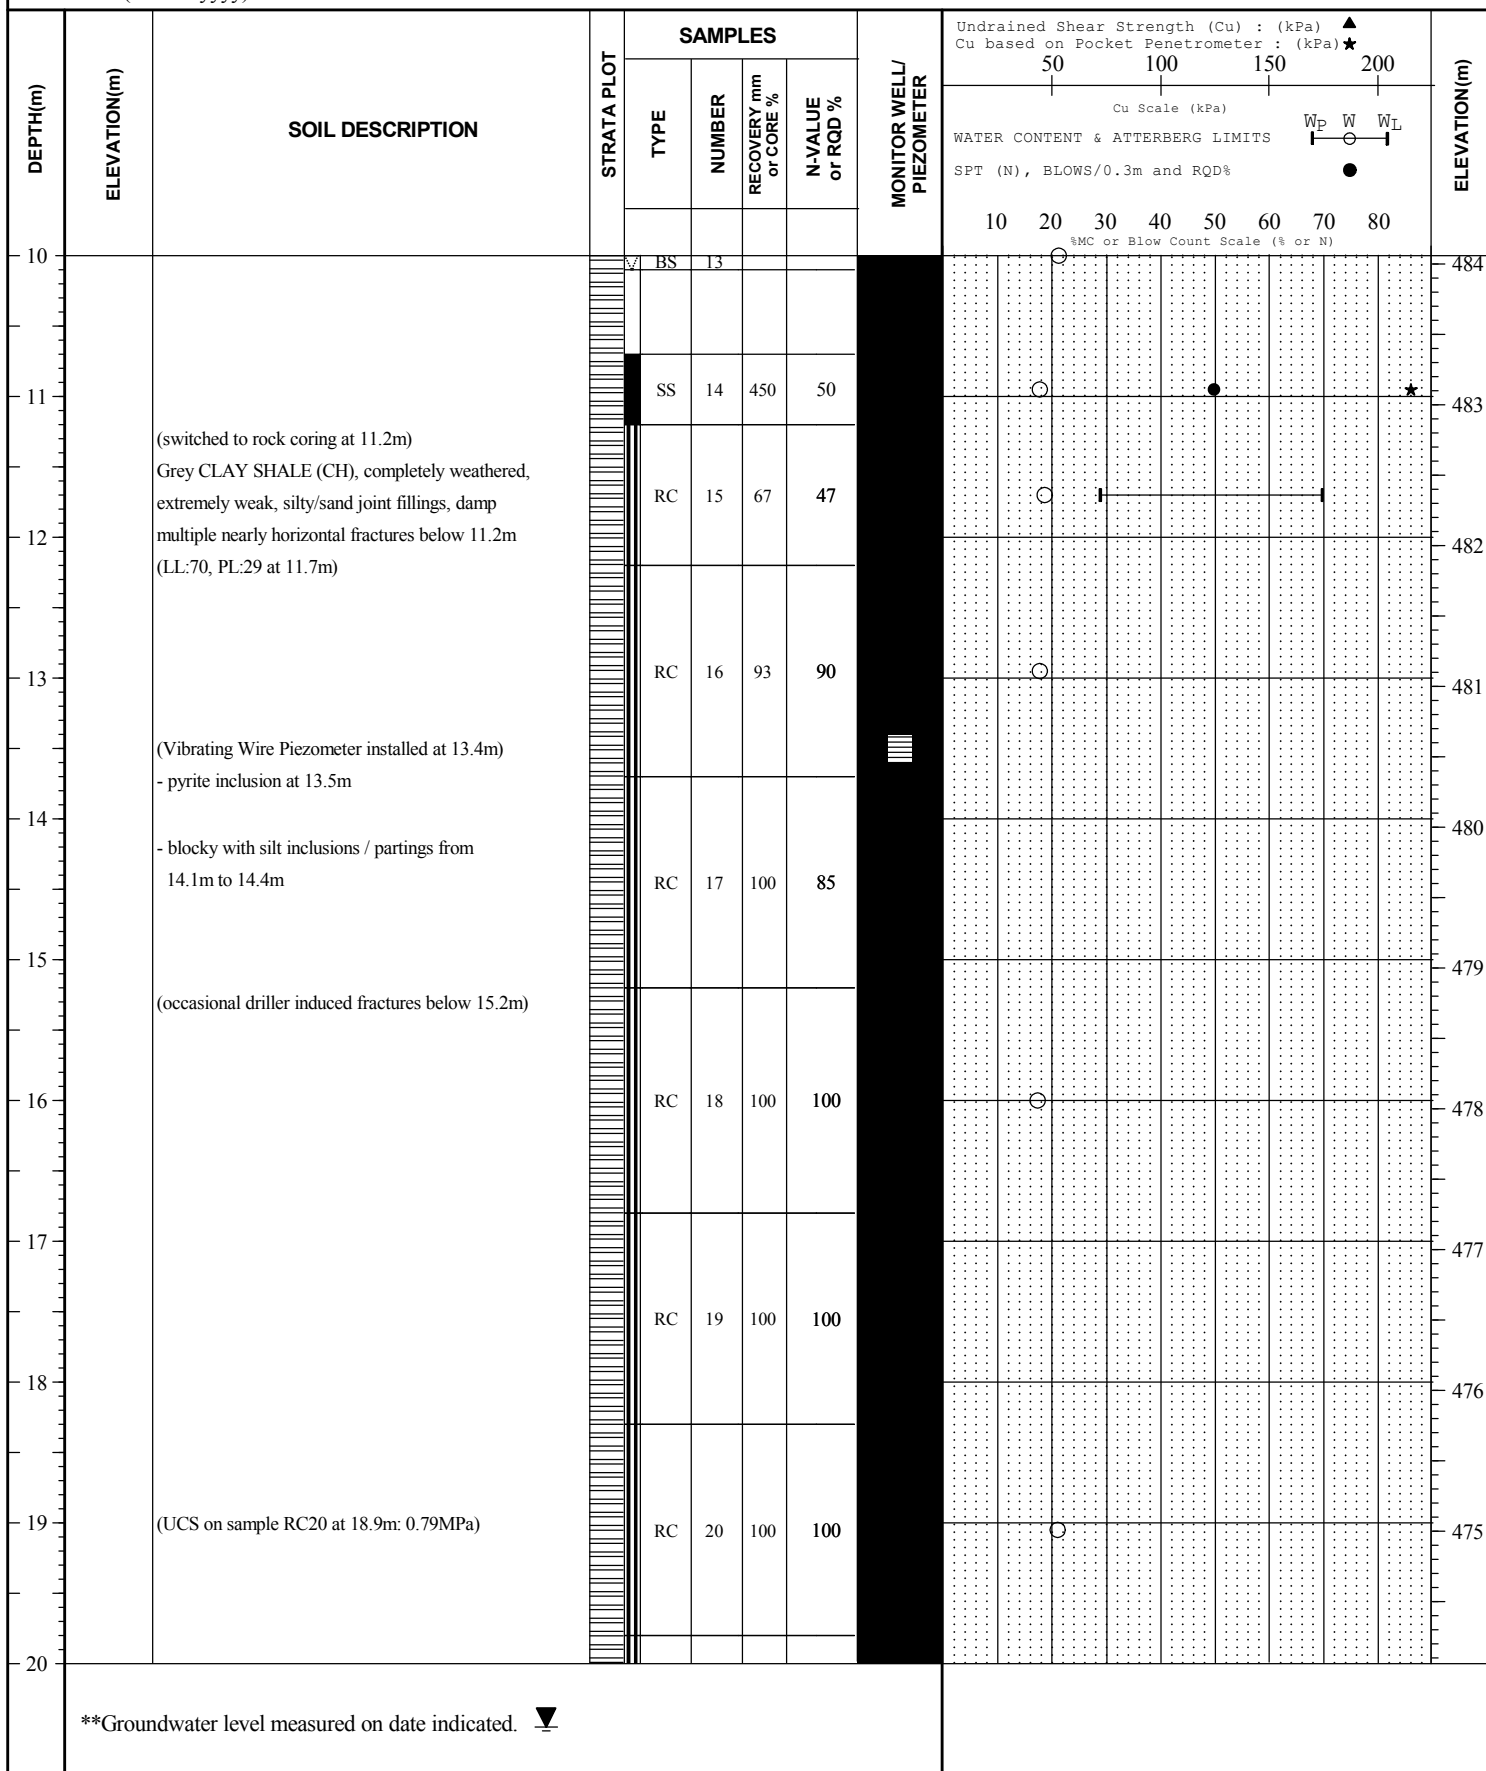 yyyy
DEPTH(m)
ELEVATION(m)
SOIL DESCRIPTION
STRATA PLOT
SAMPLES
TYPE
NUMBER
RECOVERY mm
or CORE %
N-VALUE
or RQD %
MONITOR WELL/
PIEZOMETER
Undrained Shear Strength (Cu) : (kPa) ▲
Cu based on Pocket Penetrometer : (kPa) ★
50 100 150 200
Cu Scale (kPa)
WP W WL
WATER CONTENT & ATTERBERG LIMITS
SPT (N), BLOWS/0.3m and RQD% ●
10 20 30 40 50 60 70 80
%MC or Blow Count Scale (% or N)
ELEVATION(m)
10
BS 13
484
SS 14 450 50
11
483
(switched to rock coring at 11.2m)
Grey CLAY SHALE (CH), completely weathered,
extremely weak, silty/sand joint fillings, damp
RC 15 67 47
multiple nearly horizontal fractures below 11.2m
12
482
(LL:70, PL:29 at 11.7m)
RC 16 93 90
13
481
(Vibrating Wire Piezometer installed at 13.4m)
- pyrite inclusion at 13.5m
14
480
- blocky with silt inclusions / partings from
14.1m to 14.4m
RC 17 100 85
15
479
(occasional driller induced fractures below 15.2m)
16
RC 18 100 100
478
17
477
RC 19 100 100
18
476
19
(UCS on sample RC20 at 18.9m: 0.79MPa)
RC 20 100 100
475
20
**Groundwater level measured on date indicated.